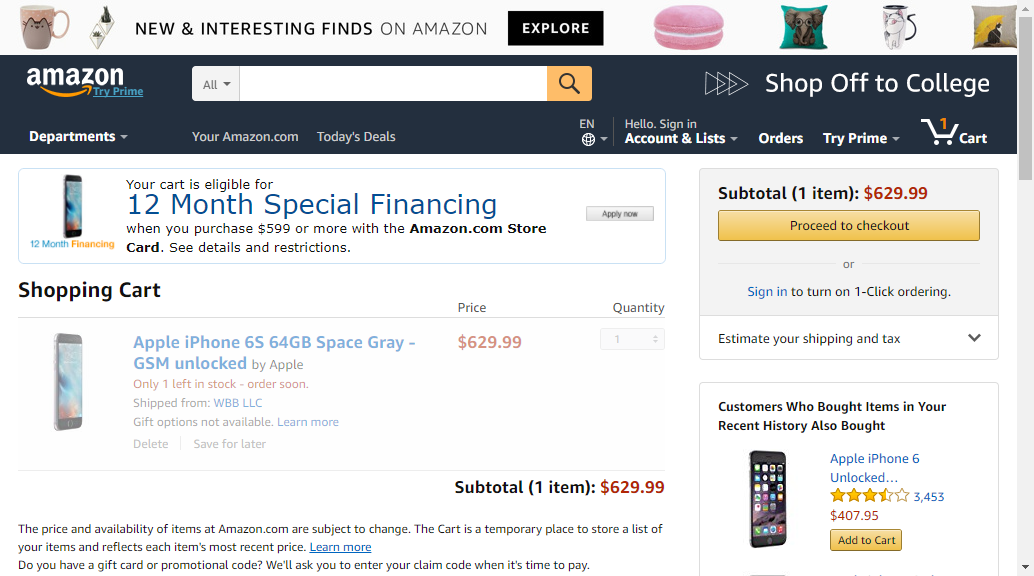 NEW & INTERESTING FINDS ON AMAZON EXPLORE
amazon
Try Prime
All
Shop Off to College
Departments
Your Amazon.com
Today's Deals
EN
Hello. Sign in
Account & Lists
Orders
Try Prime
1
Cart
12 Month Financing
Your cart is eligible for
12 Month Special Financing
when you purchase $599 or more with the Amazon.com Store
Card. See details and restrictions.
Apply now
Shopping Cart
Price
Quantity
Apple iPhone 6S 64GB Space Gray -
GSM unlocked by Apple
Only 1 left in stock - order soon.
Shipped from: WBB LLC
Gift options not available. Learn more
Delete
Save for later
$629.99
1
Subtotal (1 item): $629.99
The price and availability of items at Amazon.com are subject to change. The Cart is a temporary place to store a list of
your items and reflects each item's most recent price. Learn more
Do you have a gift card or promotional code? We'll ask you to enter your claim code when it's time to pay.
Subtotal (1 item): $629.99
Proceed to checkout
or
Sign in to turn on 1-Click ordering.
Estimate your shipping and tax
Customers Who Bought Items in Your
Recent History Also Bought
Apple iPhone 6
Unlocked...
3,453
$407.95
Add to Cart